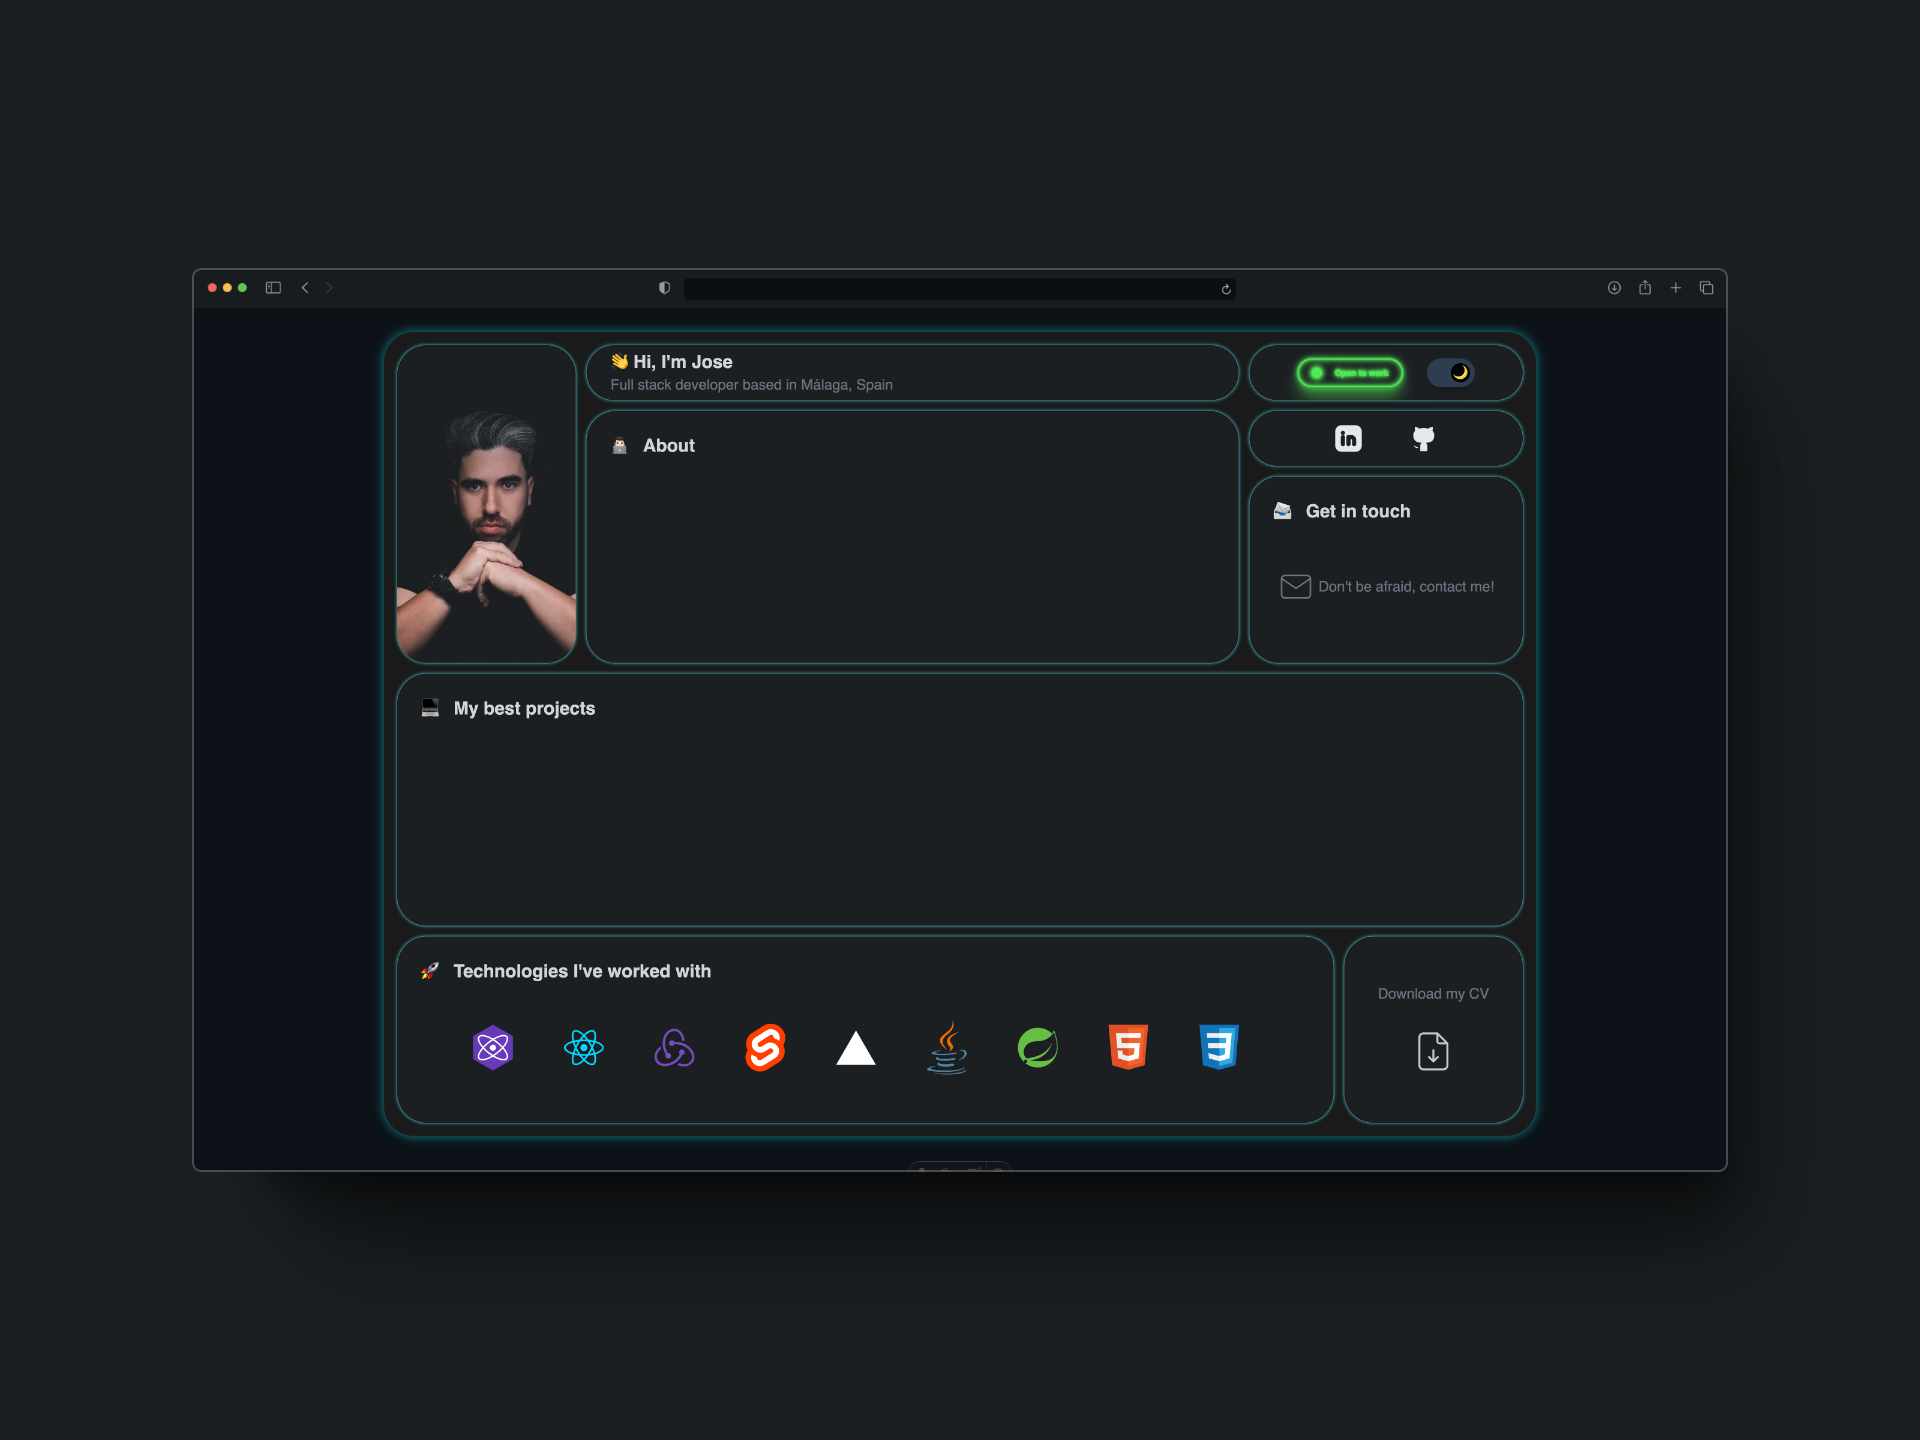 👋 Hi, I'm Jose
Full stack developer based in Málaga, Spain
Open to work
in
About
Get in touch
Don't be afraid, contact me!
My best projects
Technologies I've worked with
Download my CV